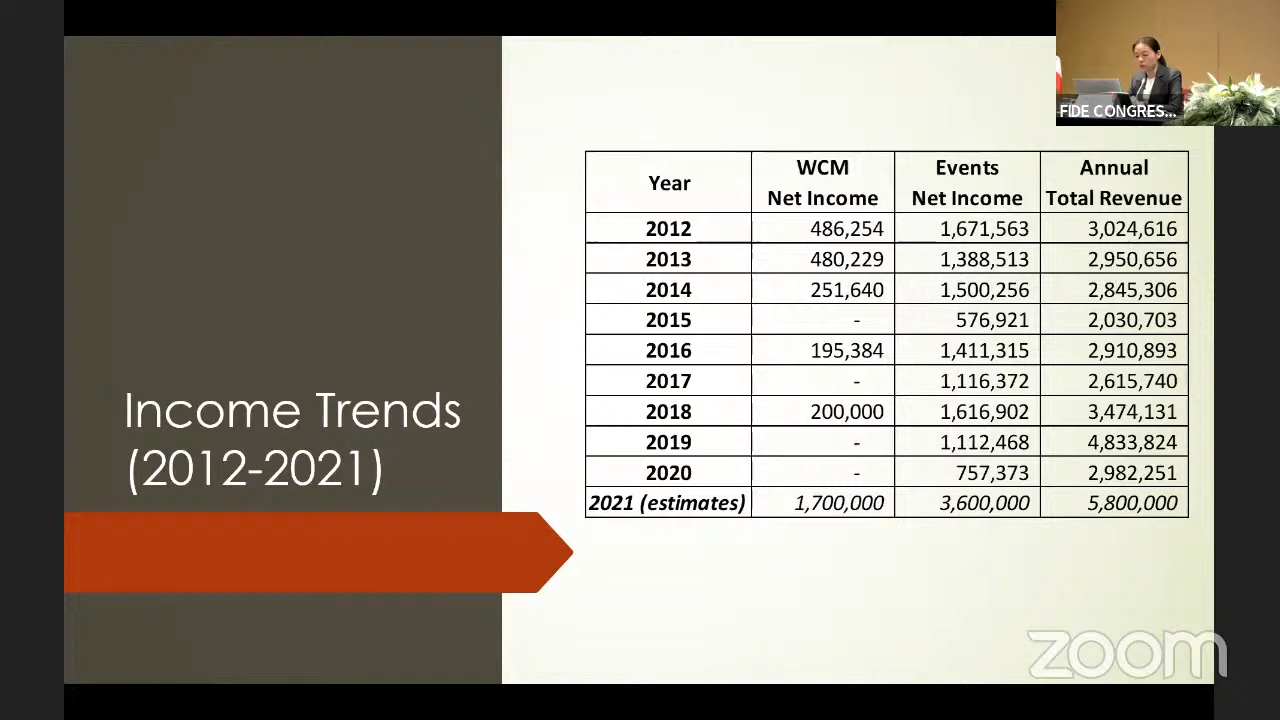 FIDE CONGRES...
Income Trends
(2012-2021)
Year WCM Net Income Events Net Income Annual Total Revenue
2012 486,254 1,671,563 3,024,616
2013 480,229 1,388,513 2,950,656
2014 251,640 1,500,256 2,845,306
2015 - 576,921 2,030,703
2016 195,384 1,411,315 2,910,893
2017 - 1,116,372 2,615,740
2018 200,000 1,616,902 3,474,131
2019 - 1,112,468 4,833,824
2020 - 757,373 2,982,251
2021 (estimates) 1,700,000 3,600,000 5,800,000
zoom